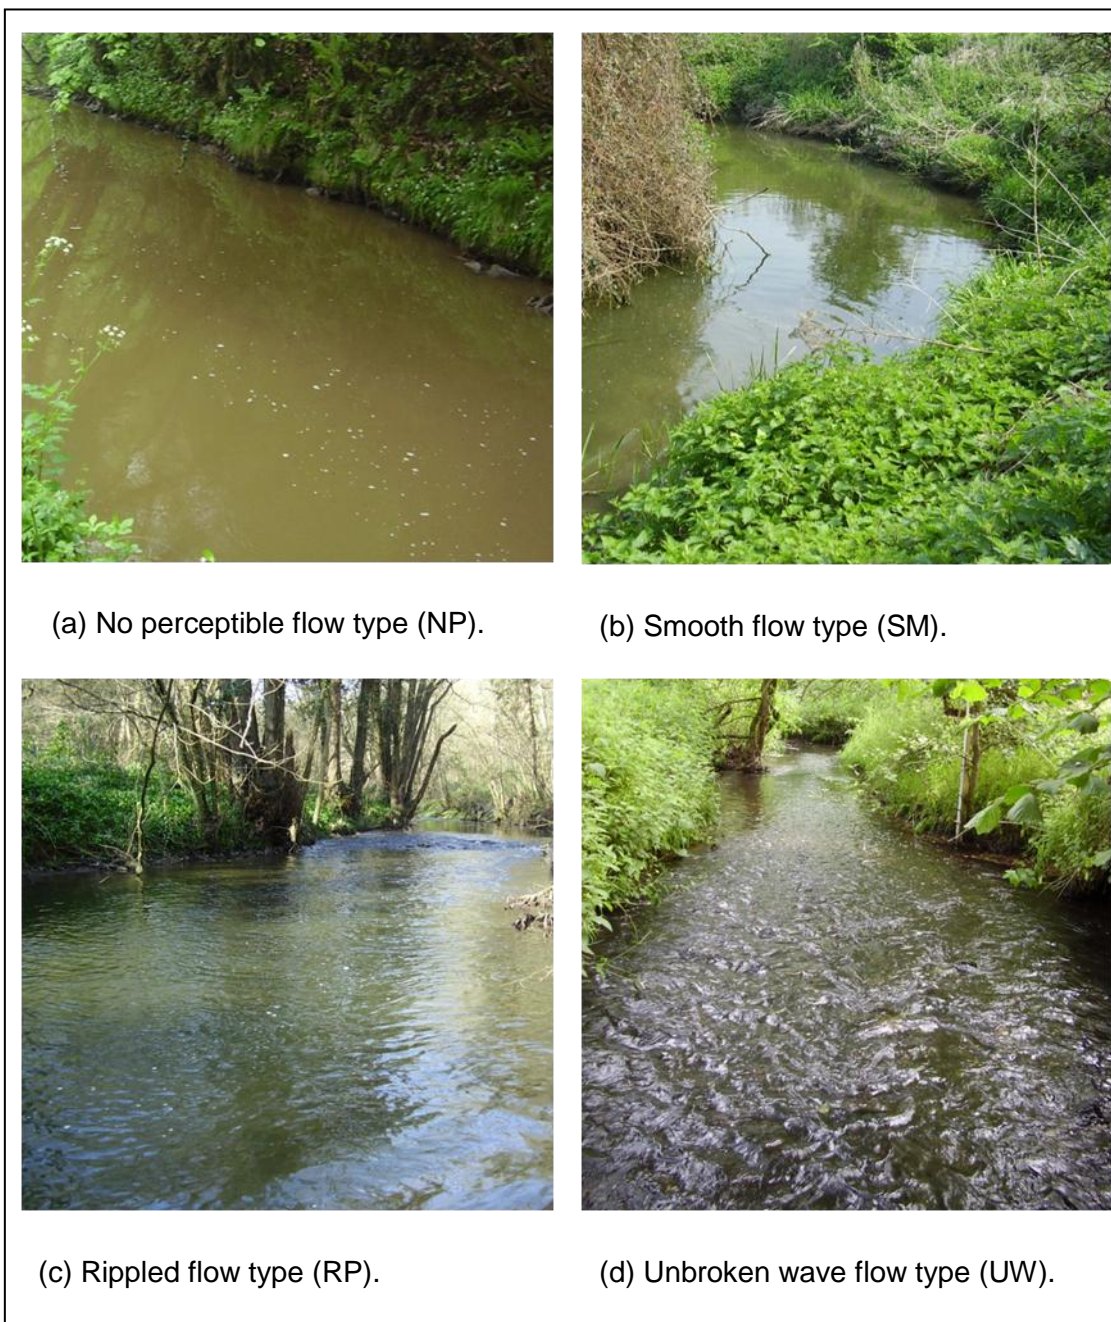 (a) No perceptible flow type (NP).
(b) Smooth flow type (SM).
(c) Rippled flow type (RP).
(d) Unbroken wave flow type (UW).